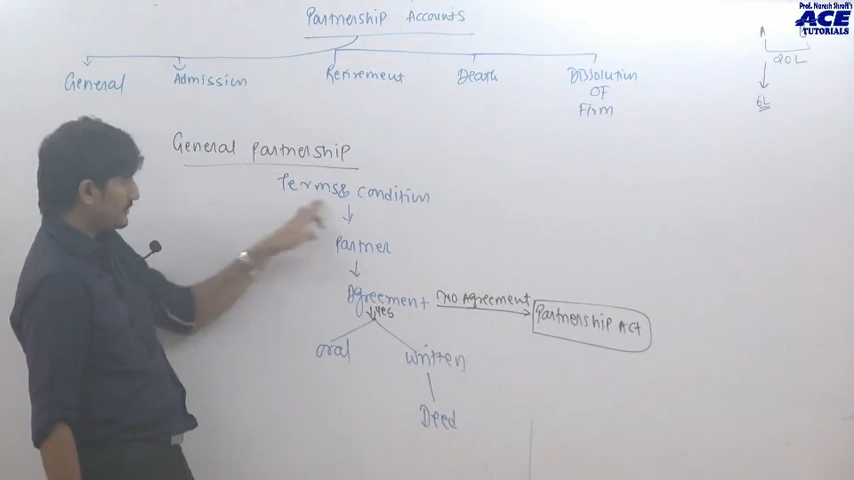 Prof. Naresh Shroff's
ACE
TUTORIALS
Partnership Accounts
General Admission Retirement Death Dissolution
OF
Firm
A
20L
6L
General Partnership
Terms& condition
Partner
Agreement NO Agreement Partnership ACT
Yes
oral written
Deed